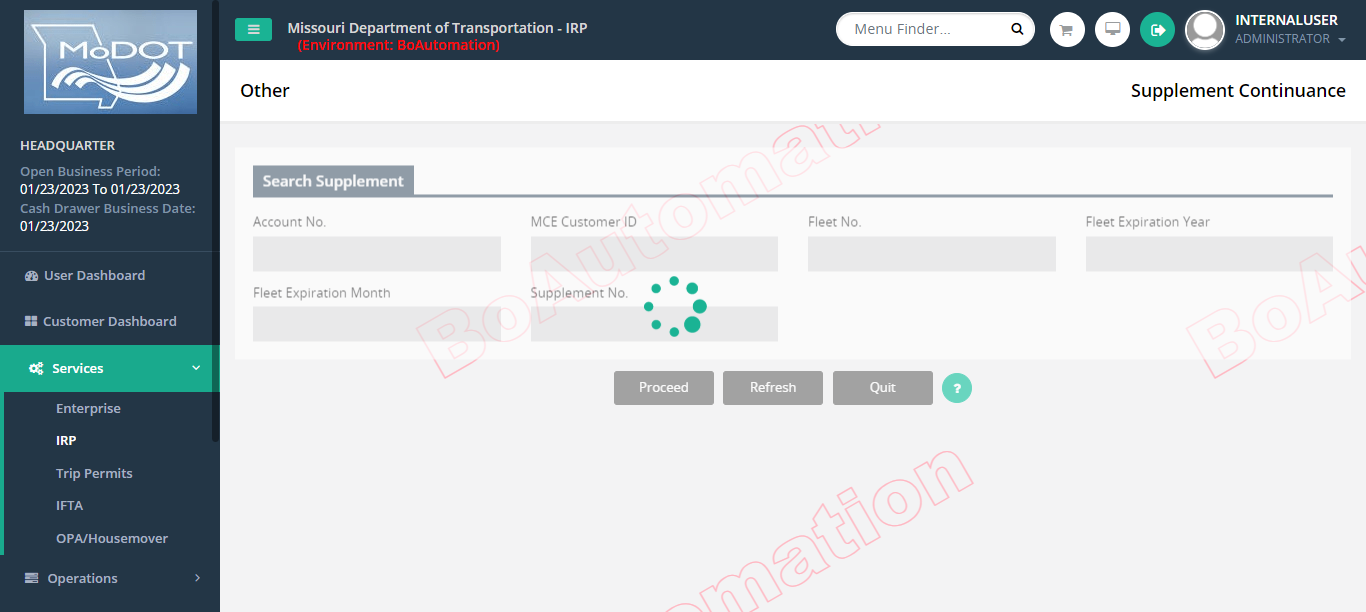 MoDOT
Missouri Department of Transportation - IRP
(Environment: BoAutomation)
Menu Finder...
INTERNALUSER
ADMINISTRATOR
Other
Supplement Continuance
HEADQUARTER
Open Business Period:
01/23/2023 To 01/23/2023
Cash Drawer Business Date:
01/23/2023
User Dashboard
Customer Dashboard
Services
Enterprise
IRP
Trip Permits
IFTA
OPA/Housemover
Operations
Search Supplement
Account No.
MCE Customer ID
Fleet No.
Fleet Expiration Year
Fleet Expiration Month
Supplement No.
Proceed
Refresh
Quit
?
BoAutomation
BoAu
omation